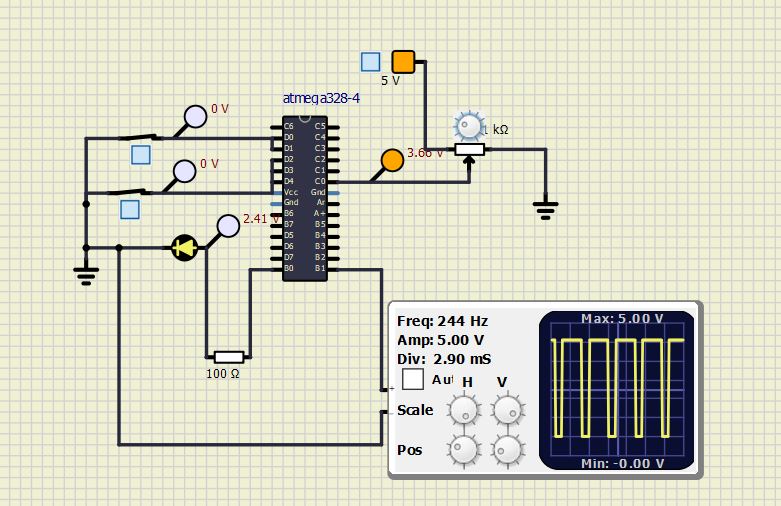 5 V
atmega328-4
0 V
0 V
2.41 V
3.66 V
1 kΩ
100 Ω
C6 C5
D0 C4
D1 C3
D2 C2
D3 C1
D4 C0
Vcc Gnd
Gnd Ar
B6 A+
B7 B5
D5 B4
D6 B3
D7 B2
B0 B1
Freq: 244 Hz
Amp: 5.00 V
Div: 2.90 mS
Aut H V
Scale
Pos
+
-
Max: 5.00 V
Min: -0.00 V